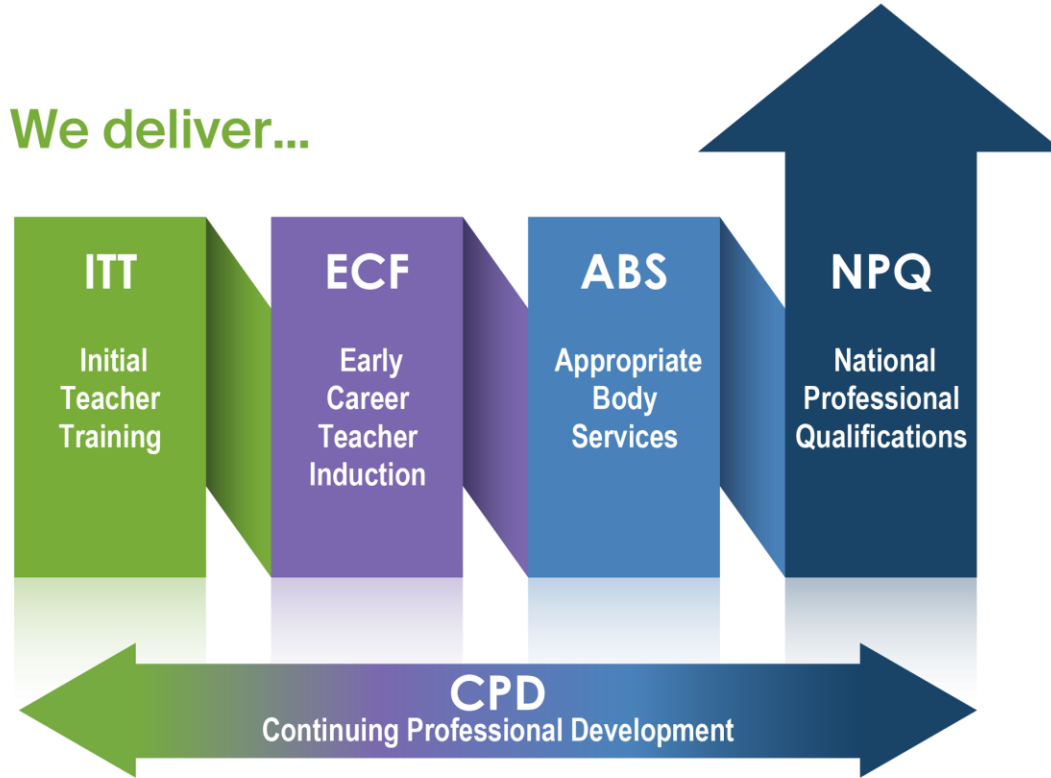 We deliver...
ITT
Initial
Teacher
Training
ECF
Early
Career
Teacher
Induction
ABS
Appropriate
Body
Services
NPQ
National
Professional
Qualifications
CPD
Continuing Professional Development